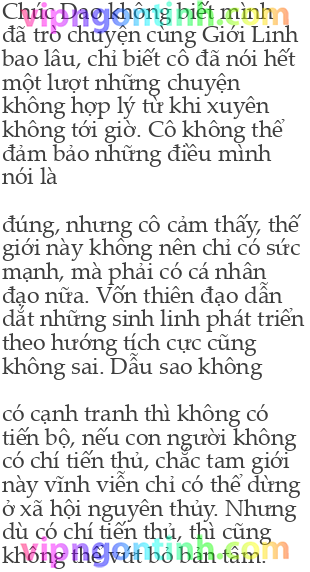 Chúc Dao không biết mình
vipngontinh.com
đã trò chuyện cùng Giới Linh
bao lâu, chỉ biết cô đã nói hết
một lượt những chuyện
không hợp lý từ khi xuyên
không tới giờ. Cô không thể
đảm bảo những điều mình
nói là
đúng, nhưng cô cảm thấy, thế
giới này không nên chỉ có sức
vipngontinh.com
mạnh, mà phải có cá nhân
đạo nữa. Vốn thiên đạo dẫn
dắt những sinh linh phát triển
theo hướng tích cực cũng
không sai. Dẫu sao không
có cạnh tranh thì không có
tiến bộ, nếu con người không
có chí tiến thủ, chắc tam giới
này vĩnh viễn chỉ có thể dừng
ở xã hội nguyên thủy. Nhưng
dù có chí tiến thủ, thì cũng
không thể vứt bỏ bản tâm.
vipngontinh.com